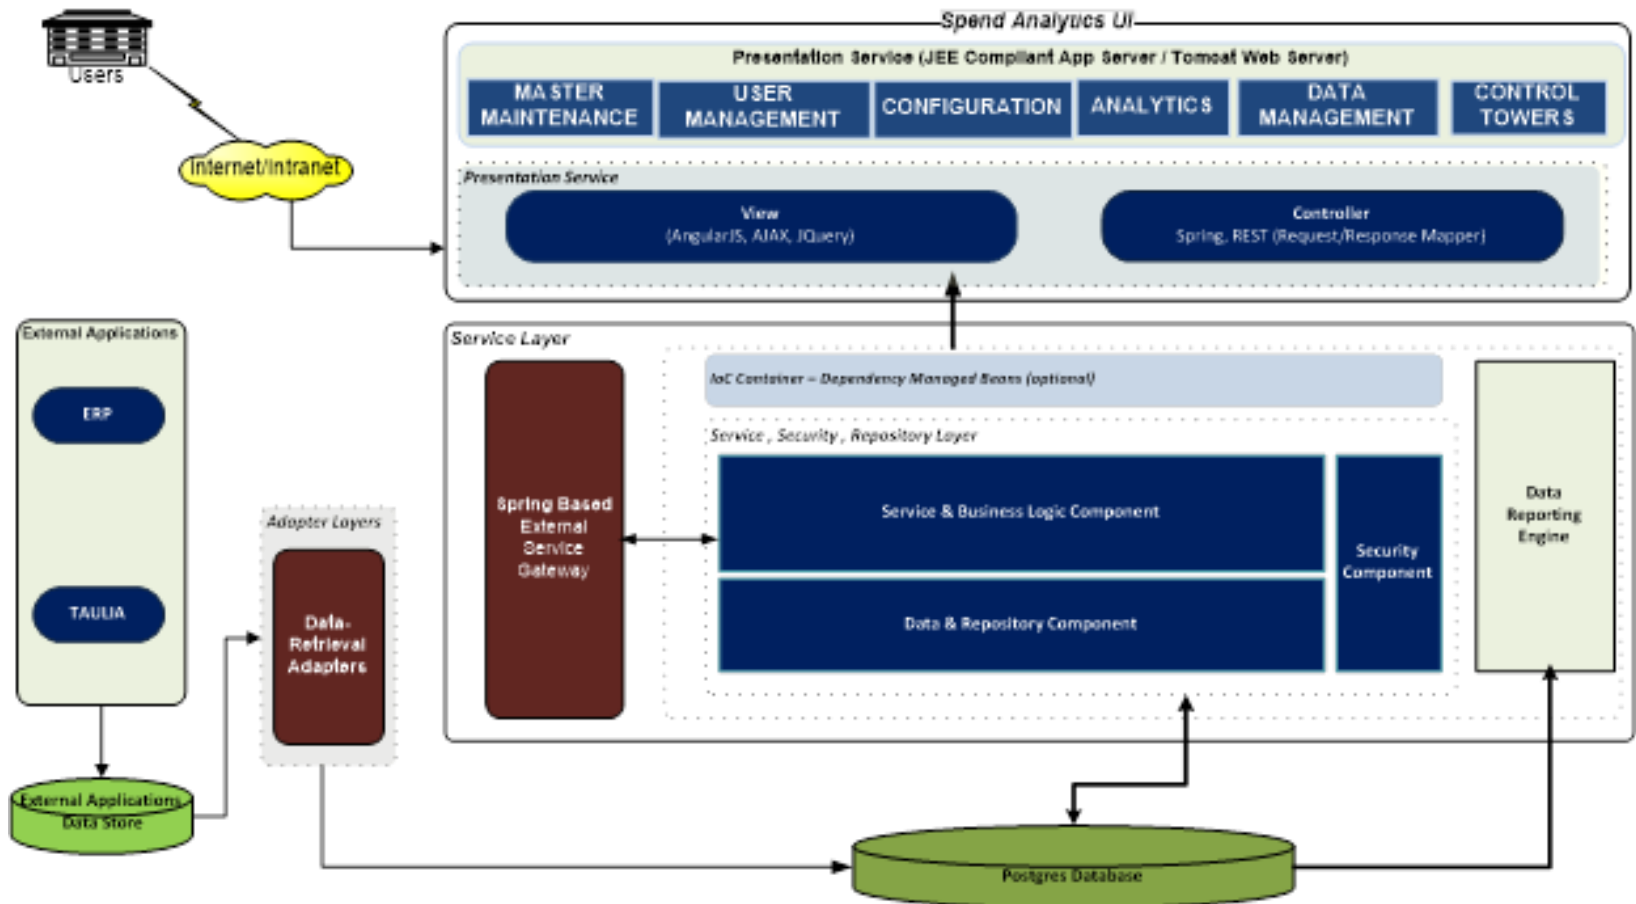 Spend Analytics UI
Users
Presentation Service (JEE Compliant App Server / Tomcat Web Server)
MASTER
MAINTENANCE
USER
MANAGEMENT
CONFIGURATION
ANALYTICS
DATA
MANAGEMENT
CONTROL
TOWERS
Internet/Intranet
Presentation Service
View
(AngularJS, AJAX, JQuery)
Controller
Spring, REST (Request/Response Mapper)
External Applications
ERP
TAULIA
Service Layer
IoC Container – Dependency Managed Beans (optional)
Service , Security , Repository Layer
Spring Based
External
Service
Gateway
Service & Business Logic Component
Data & Repository Component
Security
Component
Data
Reporting
Engine
Adapter Layers
Data-
Retrieval
Adapters
External Applications
Data Store
Postgres Database